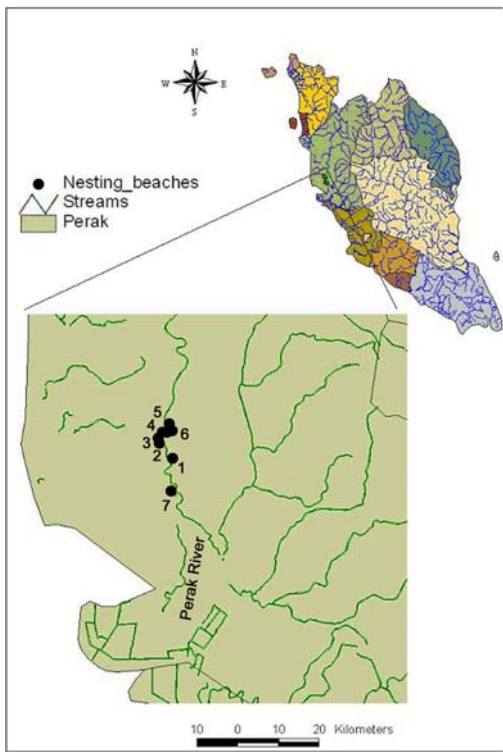 N
W E
S
Nesting_beaches
Streams
Perak
5
4 6
3
2
1
7
Perak River
10 0 10 20 Kilometers